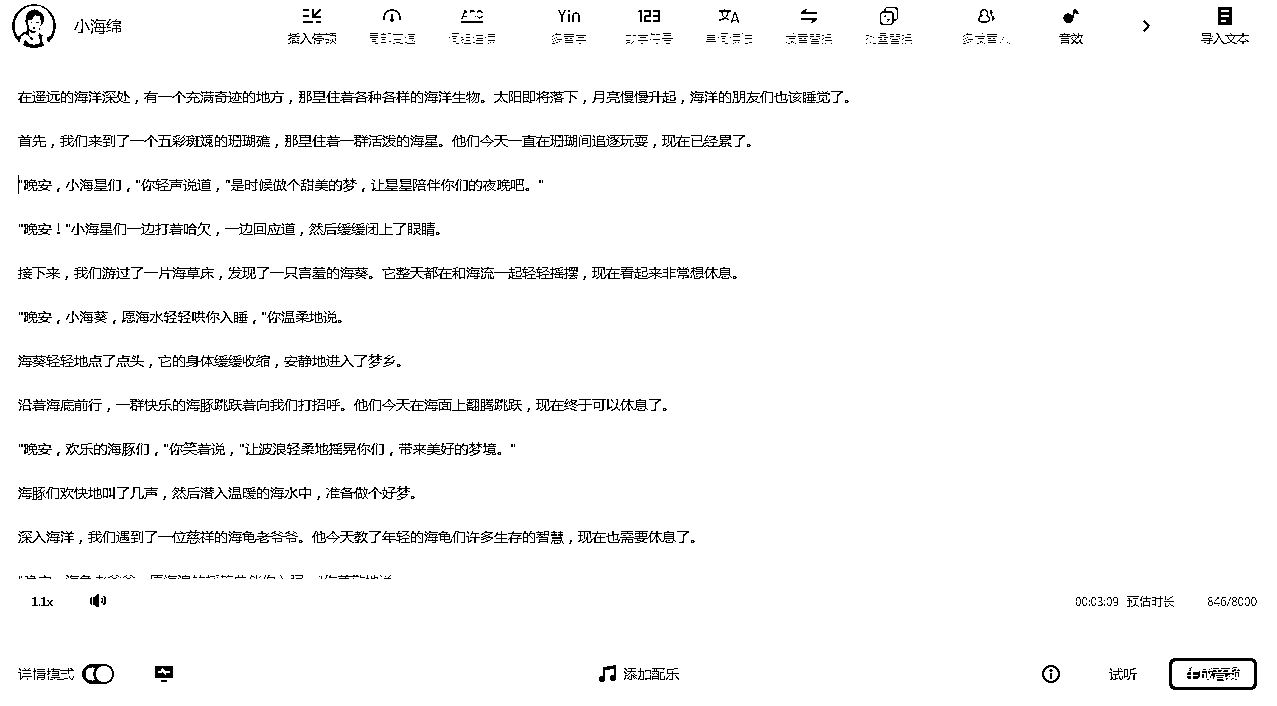 小海绵
插入停顿
局部变速
词组连读
Yin
多音字
123
数字符号
单词音标
发音替换
批量替换
多发音人
音效
导入文本
在遥远的海洋深处，有一个充满奇迹的地方，那里住着各种各样的海洋生物。太阳即将落下，月亮慢慢升起，海洋的朋友们也该睡觉了。
首先，我们来到了一个五彩斑斓的珊瑚礁，那里住着一群活泼的海星。他们今天一直在珊瑚间追逐玩耍，现在已经累了。
"晚安，小海星们，"你轻声说道，"是时候做个甜美的梦，让星星陪伴你们的夜晚吧。"
"晚安！"小海星们一边打着哈欠，一边回应道，然后缓缓闭上了眼睛。
接下来，我们游过了一片海草床，发现了一只害羞的海葵。它整天都在和海流一起轻轻摇摆，现在看起来非常想休息。
"晚安，小海葵，愿海水轻轻哄你入睡，"你温柔地说。
海葵轻轻地点了点头，它的身体缓缓收缩，安静地进入了梦乡。
沿着海底前行，一群快乐的海豚跳跃着向我们打招呼。他们今天在海面上翻腾跳跃，现在终于可以休息了。
"晚安，欢乐的海豚们，"你笑着说，"让波浪轻柔地摇晃你们，带来美好的梦境。"
海豚们欢快地叫了几声，然后潜入温暖的海水中，准备做个好梦。
深入海洋，我们遇到了一位慈祥的海龟老爷爷。他今天教了年轻的海龟们许多生存的智慧，现在也需要休息了。
1.1x
00:03:09 预估时长
846/8000
详情模式
添加配乐
试听